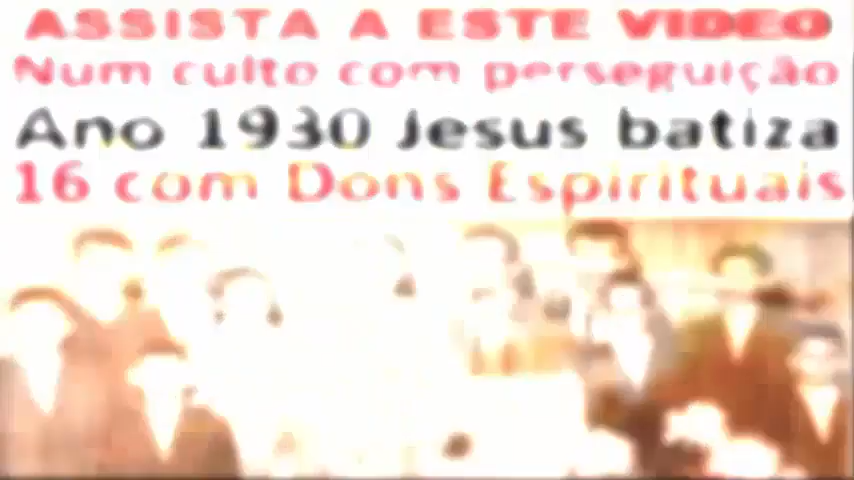 ASSISTA A ESTE VIDEO
Num culto com perseguição
Ano 1930 Jesus batiza
16 com Dons Espirituais